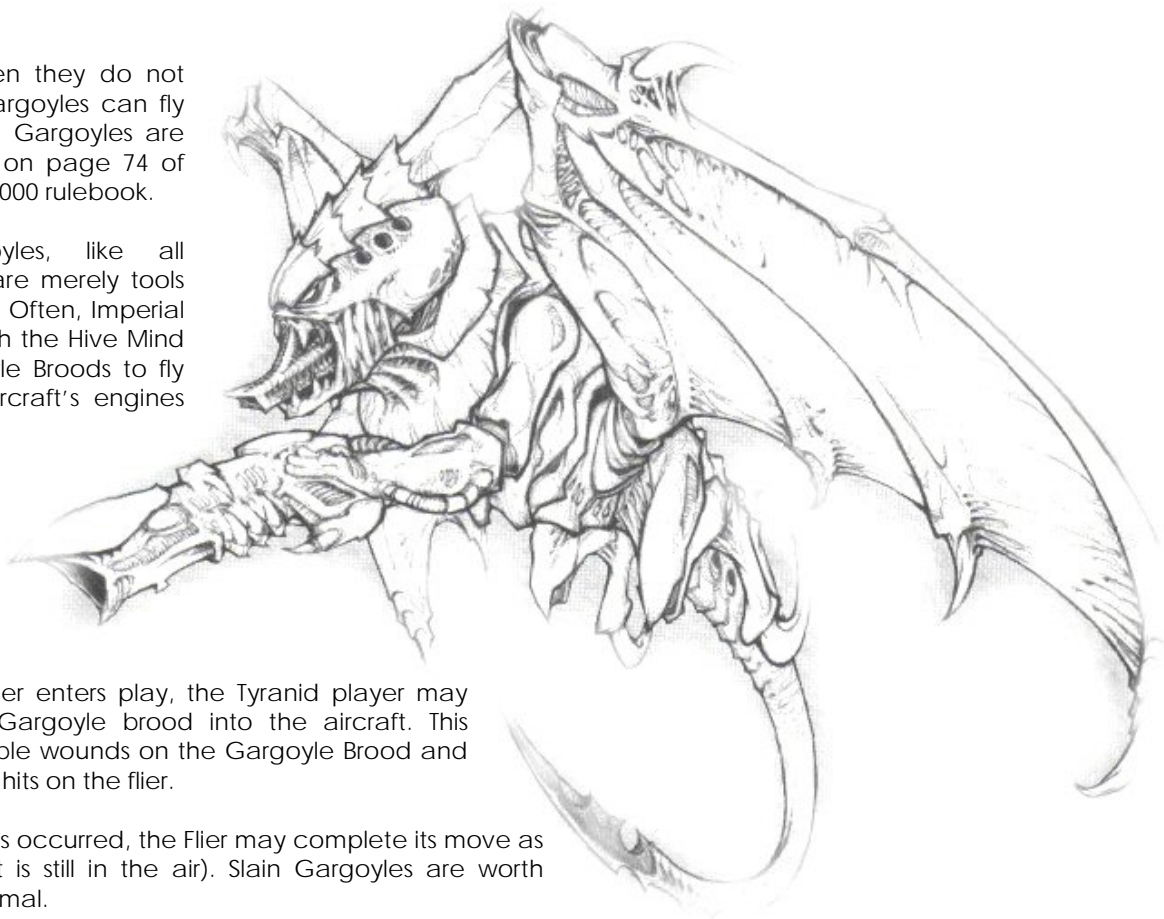 en they do not
argoyles can fly
Gargoyles are
on page 74 of
000 rulebook.
yles, like all
are merely tools
Often, Imperial
h the Hive Mind
le Broods to fly
rcraft's engines
er enters play, the Tyranid player may
Gargoyle brood into the aircraft. This
ble wounds on the Gargoyle Brood and
hits on the flier.
s occurred, the Flier may complete its move as
t is still in the air). Slain Gargoyles are worth
mal.